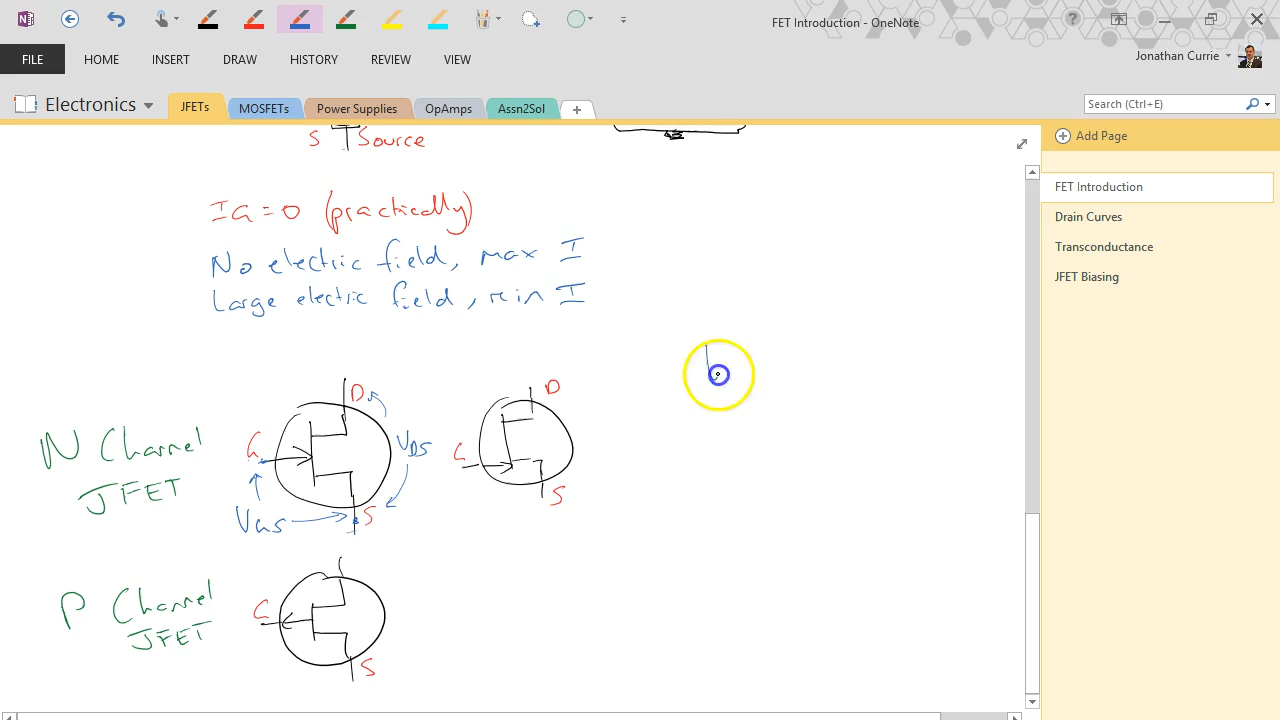 FET Introduction - OneNote
?
Jonathan Currie
FILE HOME INSERT DRAW HISTORY REVIEW VIEW
Electronics JFETs MOSFETs Power Supplies OpAmps Assn2Sol +
Search (Ctrl+E)
Add Page
FET Introduction
Drain Curves
Transconductance
JFET Biasing
S Source
IG = 0 (practically)
No electric field, max I
Large electric field, min I
N Channel
JFET
D
G
VDS
VGS
S
D
G
S
P Channel
JFET
G
S